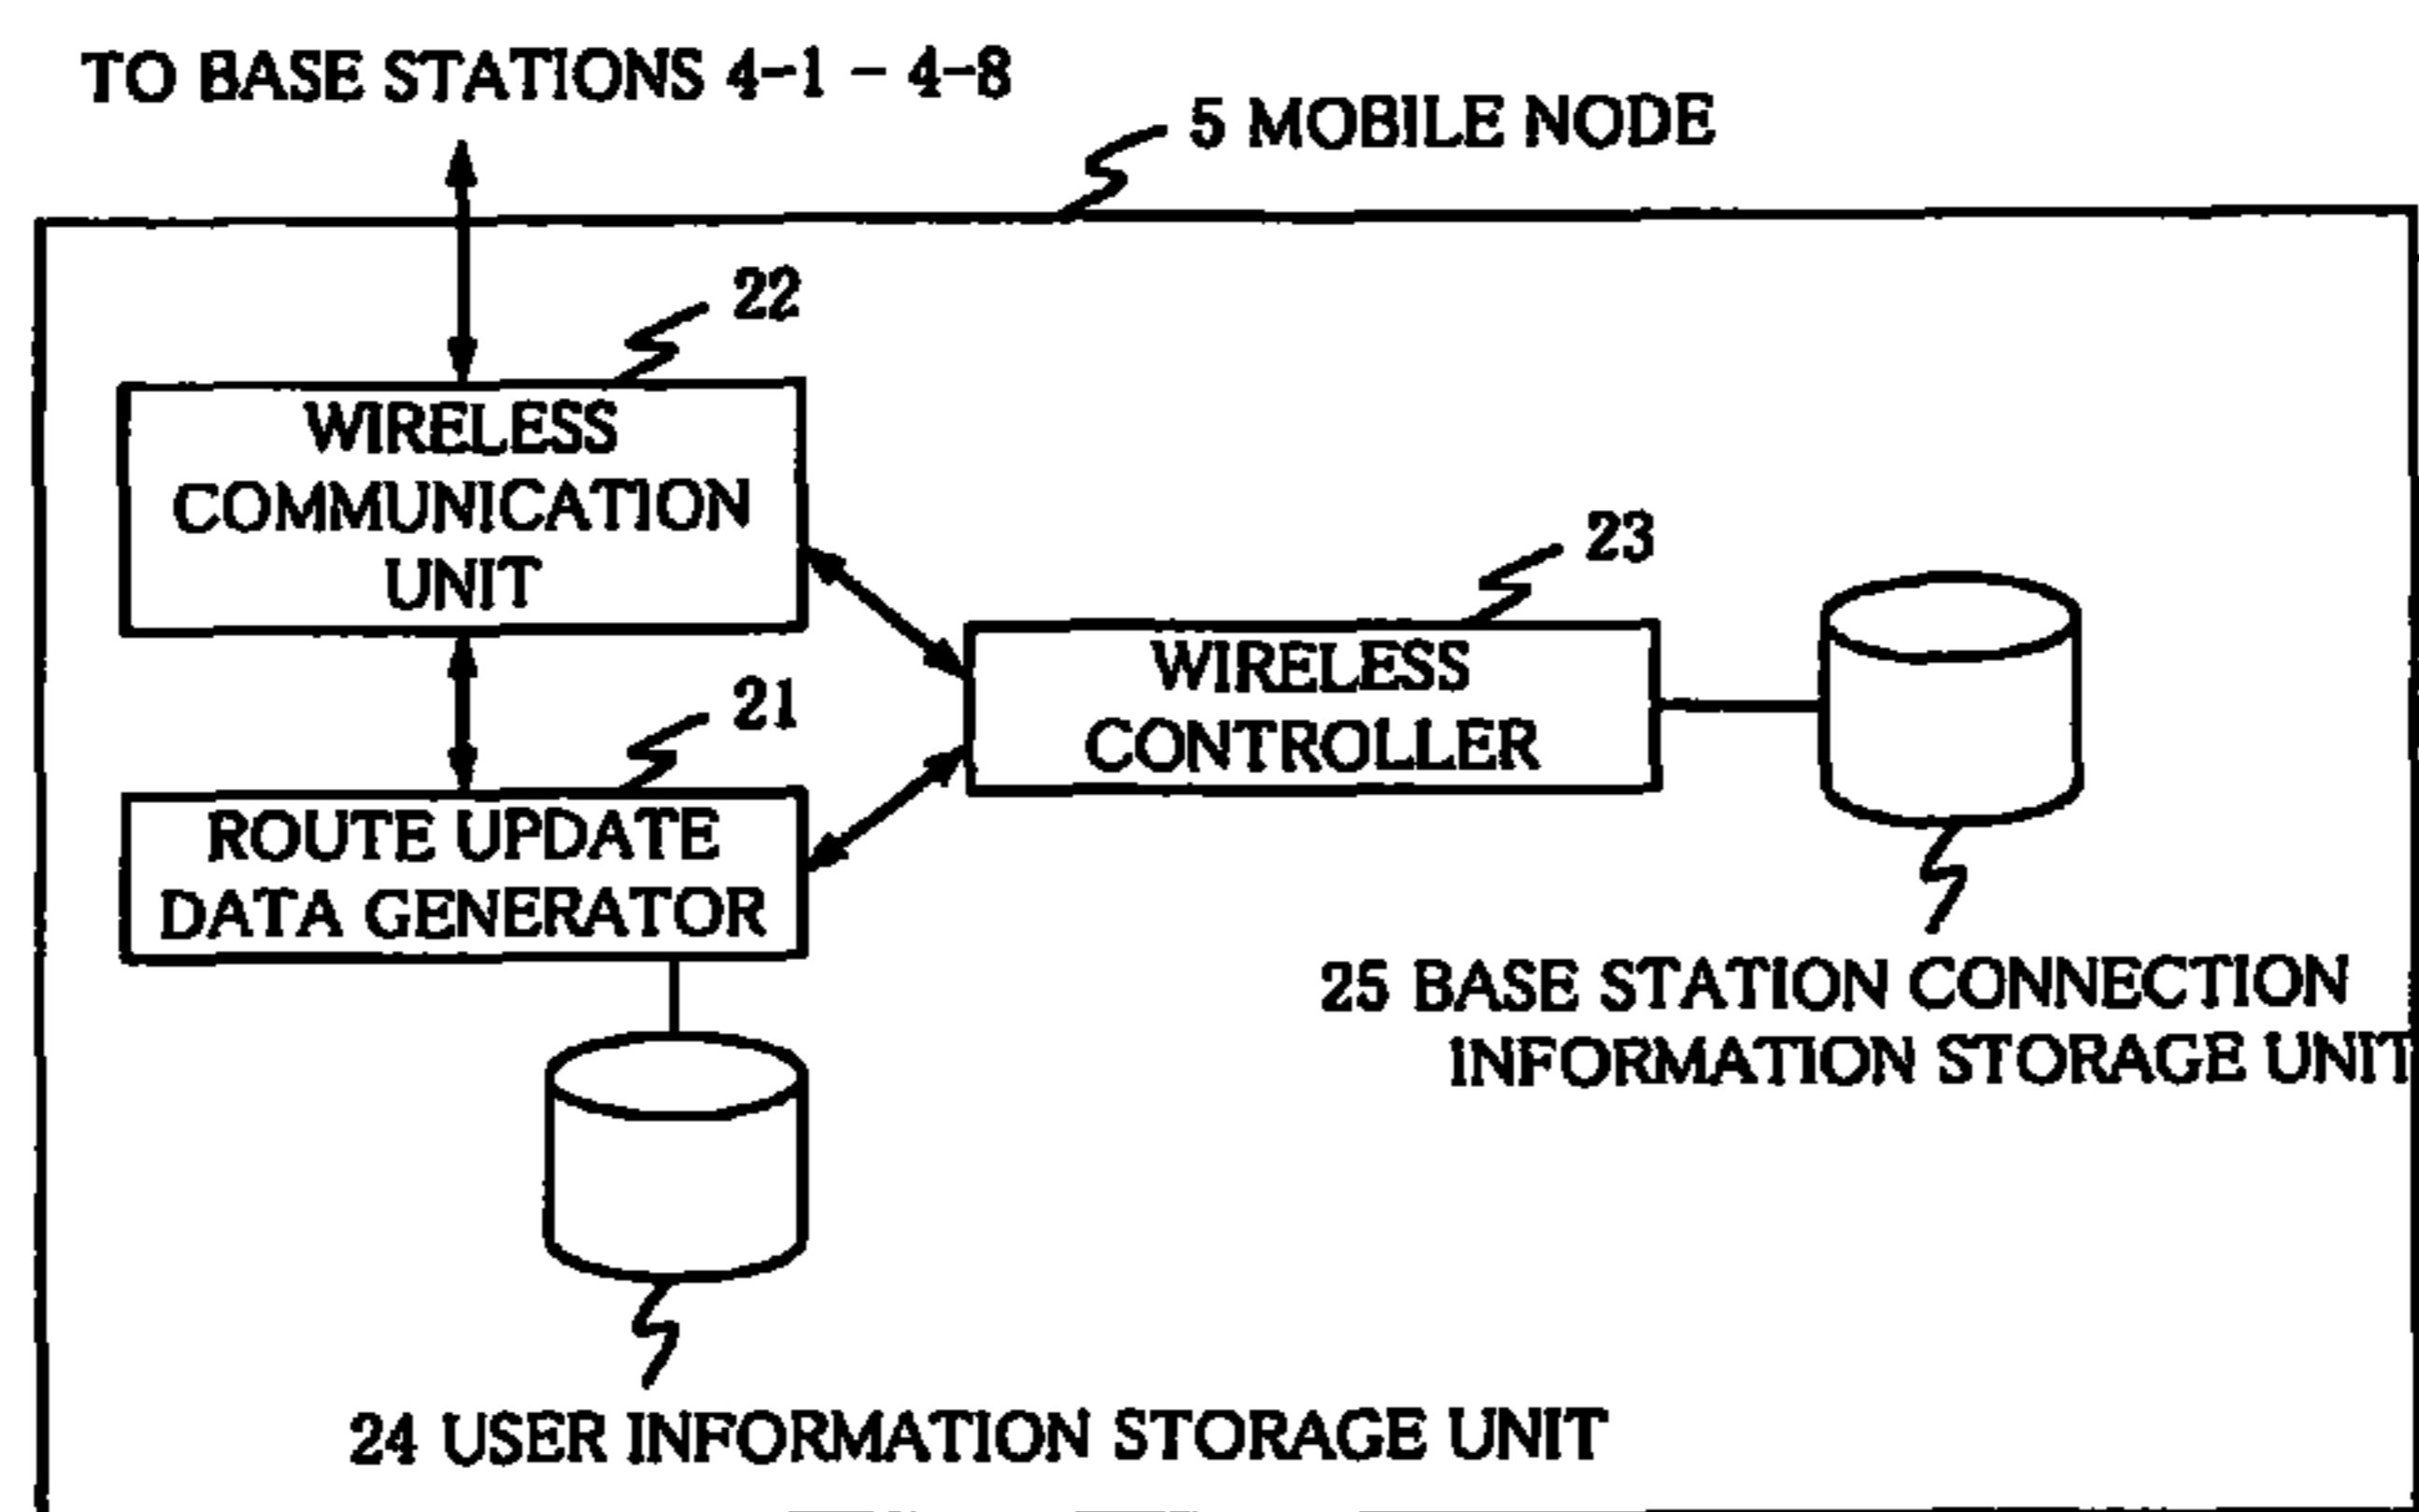 TO BASE STATIONS 4-1 - 4-8
5 MOBILE NODE
22
WIRELESS
COMMUNICATION
UNIT
23
WIRELESS
CONTROLLER
21
ROUTE UPDATE
DATA GENERATOR
25 BASE STATION CONNECTION
INFORMATION STORAGE UNIT
24 USER INFORMATION STORAGE UNIT